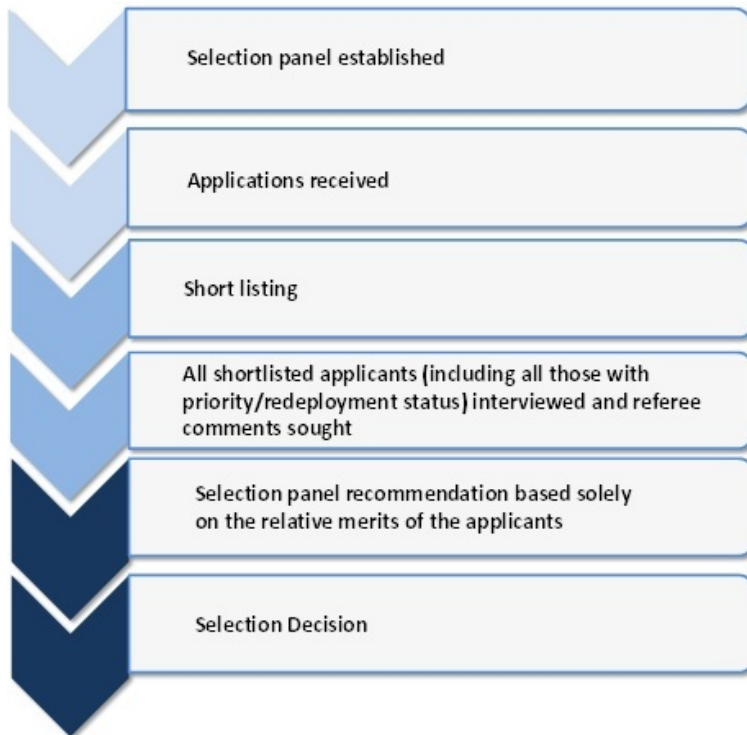 Selection panel established
Applications received
Short listing
All shortlisted applicants (including all those with
priority/redeployment status) interviewed and referee
comments sought
Selection panel recommendation based solely
on the relative merits of the applicants
Selection Decision